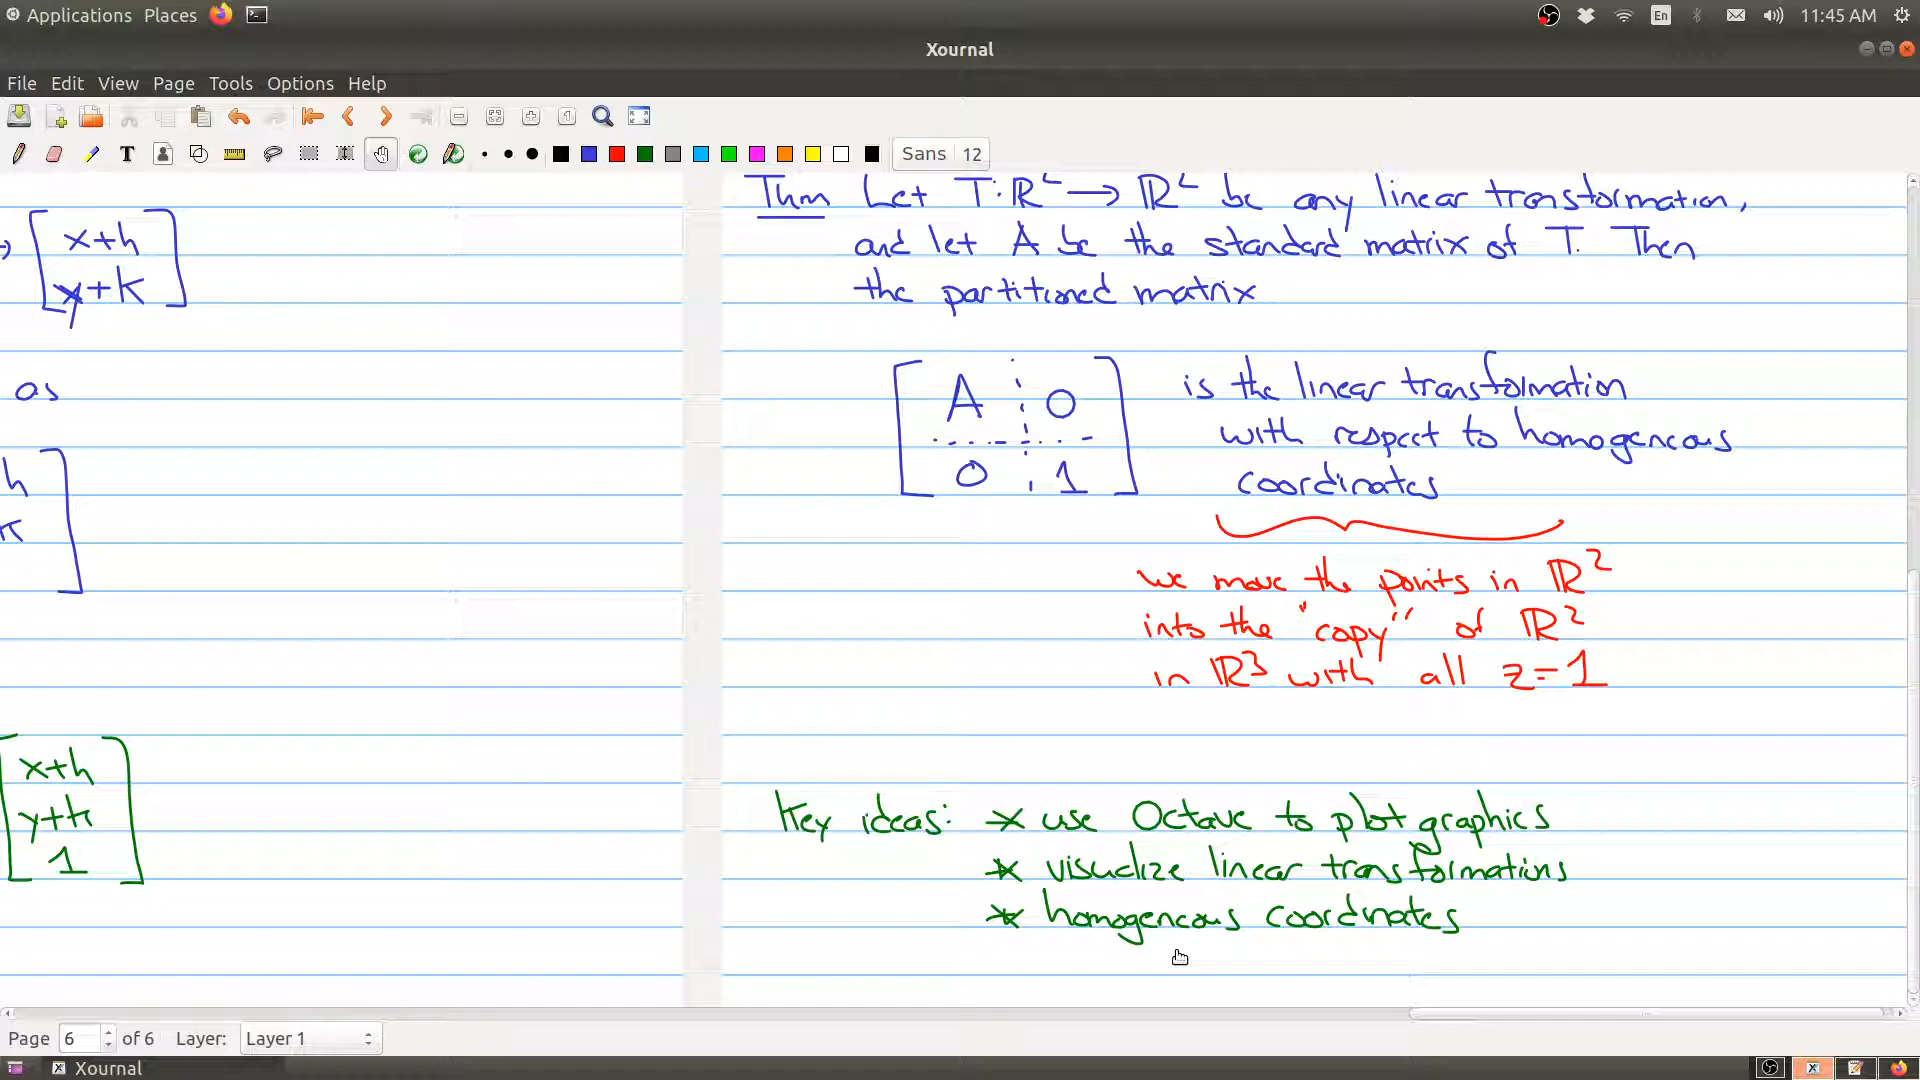 Applications Places En 11:45 AM
Xournal
File Edit View Page Tools Options Help
T Sans 12
[x+h
y+k]
as
h
k
[x+h
y+k
1]
Thm Let T: ℝ² → ℝ² be any linear transformation,
and let A be the standard matrix of T. Then
the partitioned matrix
[A 0
0 1]
is the linear transformation
with respect to homogeneous
coordinates
we move the points in ℝ²
into the "copy" of ℝ²
in ℝ³ with all z=1
Key ideas: * use Octave to plot graphics
* visualize linear transformations
* homogeneous coordinates
Page 6 of 6 Layer: Layer 1
Xournal